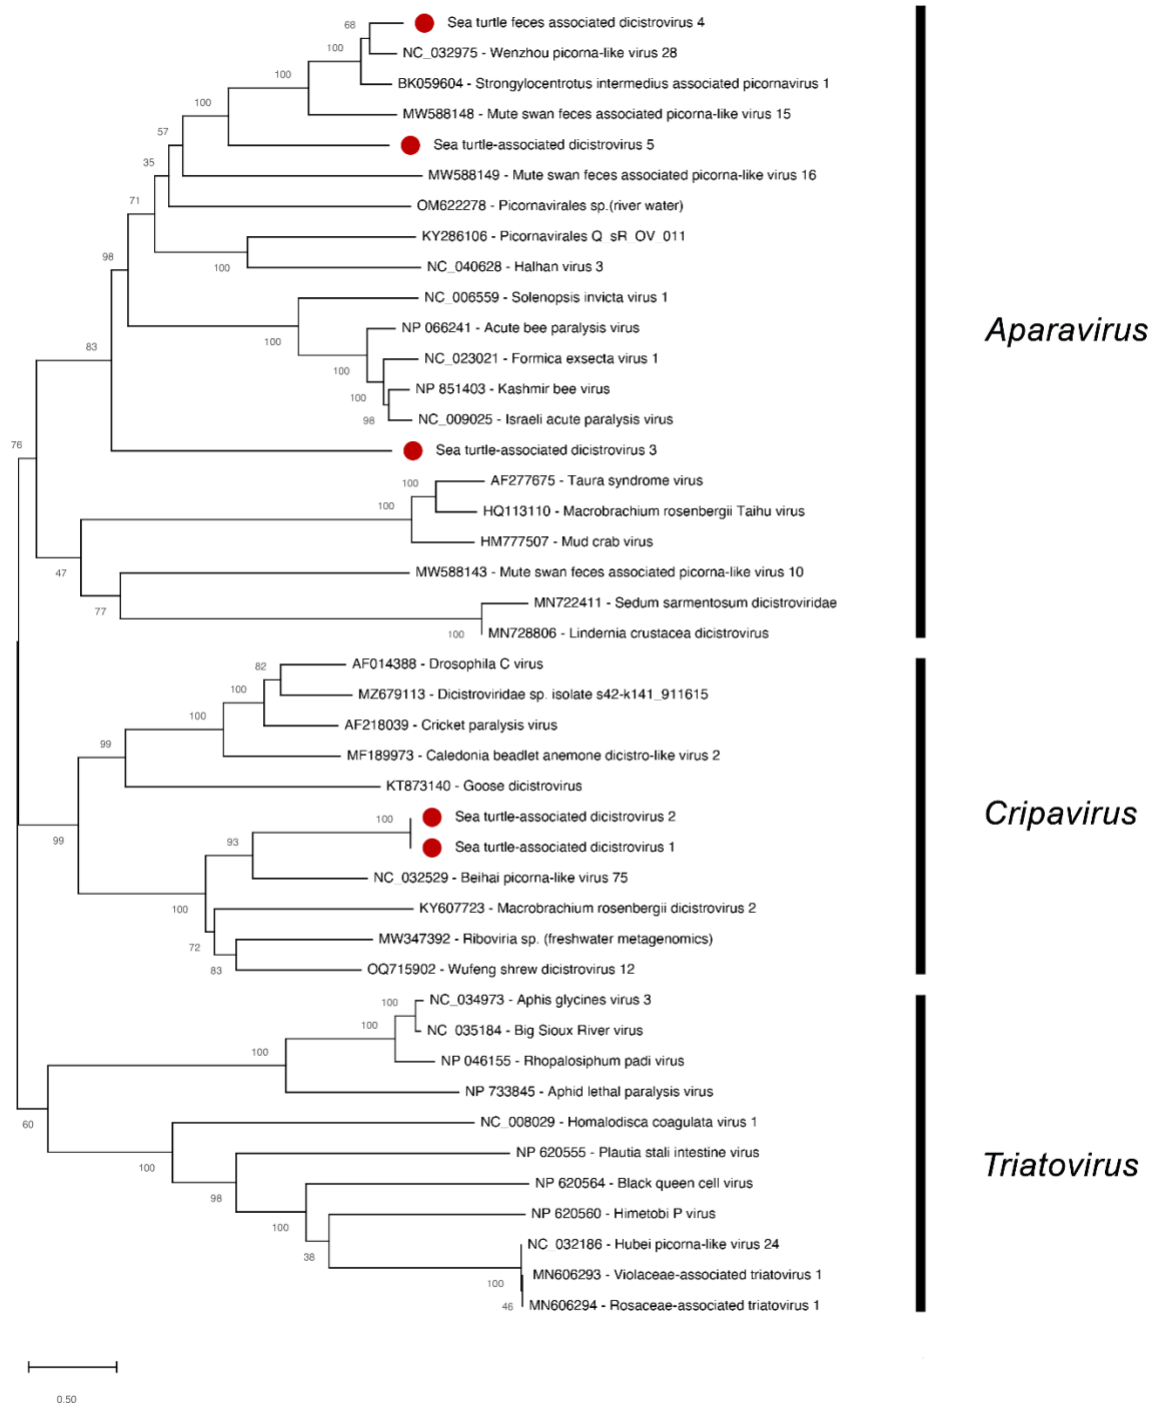 68
Sea turtle feces associated dicistrovirus 4
100
NC_032975 - Wenzhou picorna-like virus 28
100
BK059604 - Strongylocentrotus intermedius associated picornavirus 1
100
MW588148 - Mute swan feces associated picorna-like virus 15
57
Sea turtle-associated dicistrovirus 5
35
MW588149 - Mute swan feces associated picorna-like virus 16
71
OM622278 - Picornavirales sp.(river water)
KY286106 - Picornavirales Q_sR_OV_011
98
100
NC_040628 - Halhan virus 3
NC_006559 - Solenopsis invicta virus 1
Aparavirus
NP 066241 - Acute bee paralysis virus
83
100
NC_023021 - Formica exsecta virus 1
100
NP 851403 - Kashmir bee virus
100
NC_009025 - Israeli acute paralysis virus
98
76
Sea turtle-associated dicistrovirus 3
100
AF277675 - Taura syndrome virus
100
HQ113110 - Macrobrachium rosenbergii Taihu virus
HM777507 - Mud crab virus
47
MW588143 - Mute swan feces associated picorna-like virus 10
77
MN722411 - Sedum sarmentosum dicistroviridae
100
MN728806 - Lindernia crustacea dicistrovirus
82
AF014388 - Drosophila C virus
100
MZ679113 - Dicistroviridae sp. isolate s42-k141_911615
100
AF218039 - Cricket paralysis virus
99
MF189973 - Caledonia beadlet anemone dicistro-like virus 2
KT873140 - Goose dicistrovirus
Cripavirus
100
Sea turtle-associated dicistrovirus 2
99
93
Sea turtle-associated dicistrovirus 1
NC_032529 - Beihai picorna-like virus 75
100
KY607723 - Macrobrachium rosenbergii dicistrovirus 2
72
MW347392 - Riboviria sp. (freshwater metagenomics)
83
OQ715902 - Wufeng shrew dicistrovirus 12
100
NC_034973 - Aphis glycines virus 3
100
NC_035184 - Big Sioux River virus
100
NP 046155 - Rhopalosiphum padi virus
NP 733845 - Aphid lethal paralysis virus
60
NC_008029 - Homalodisca coagulata virus 1
100
NP 620555 - Plautia stali intestine virus
Triatovirus
98
NP 620564 - Black queen cell virus
100
NP 620560 - Himetobi P virus
38
NC_032186 - Hubei picorna-like virus 24
100
MN606293 - Violaceae-associated triatovirus 1
46
MN606294 - Rosaceae-associated triatovirus 1
0.50